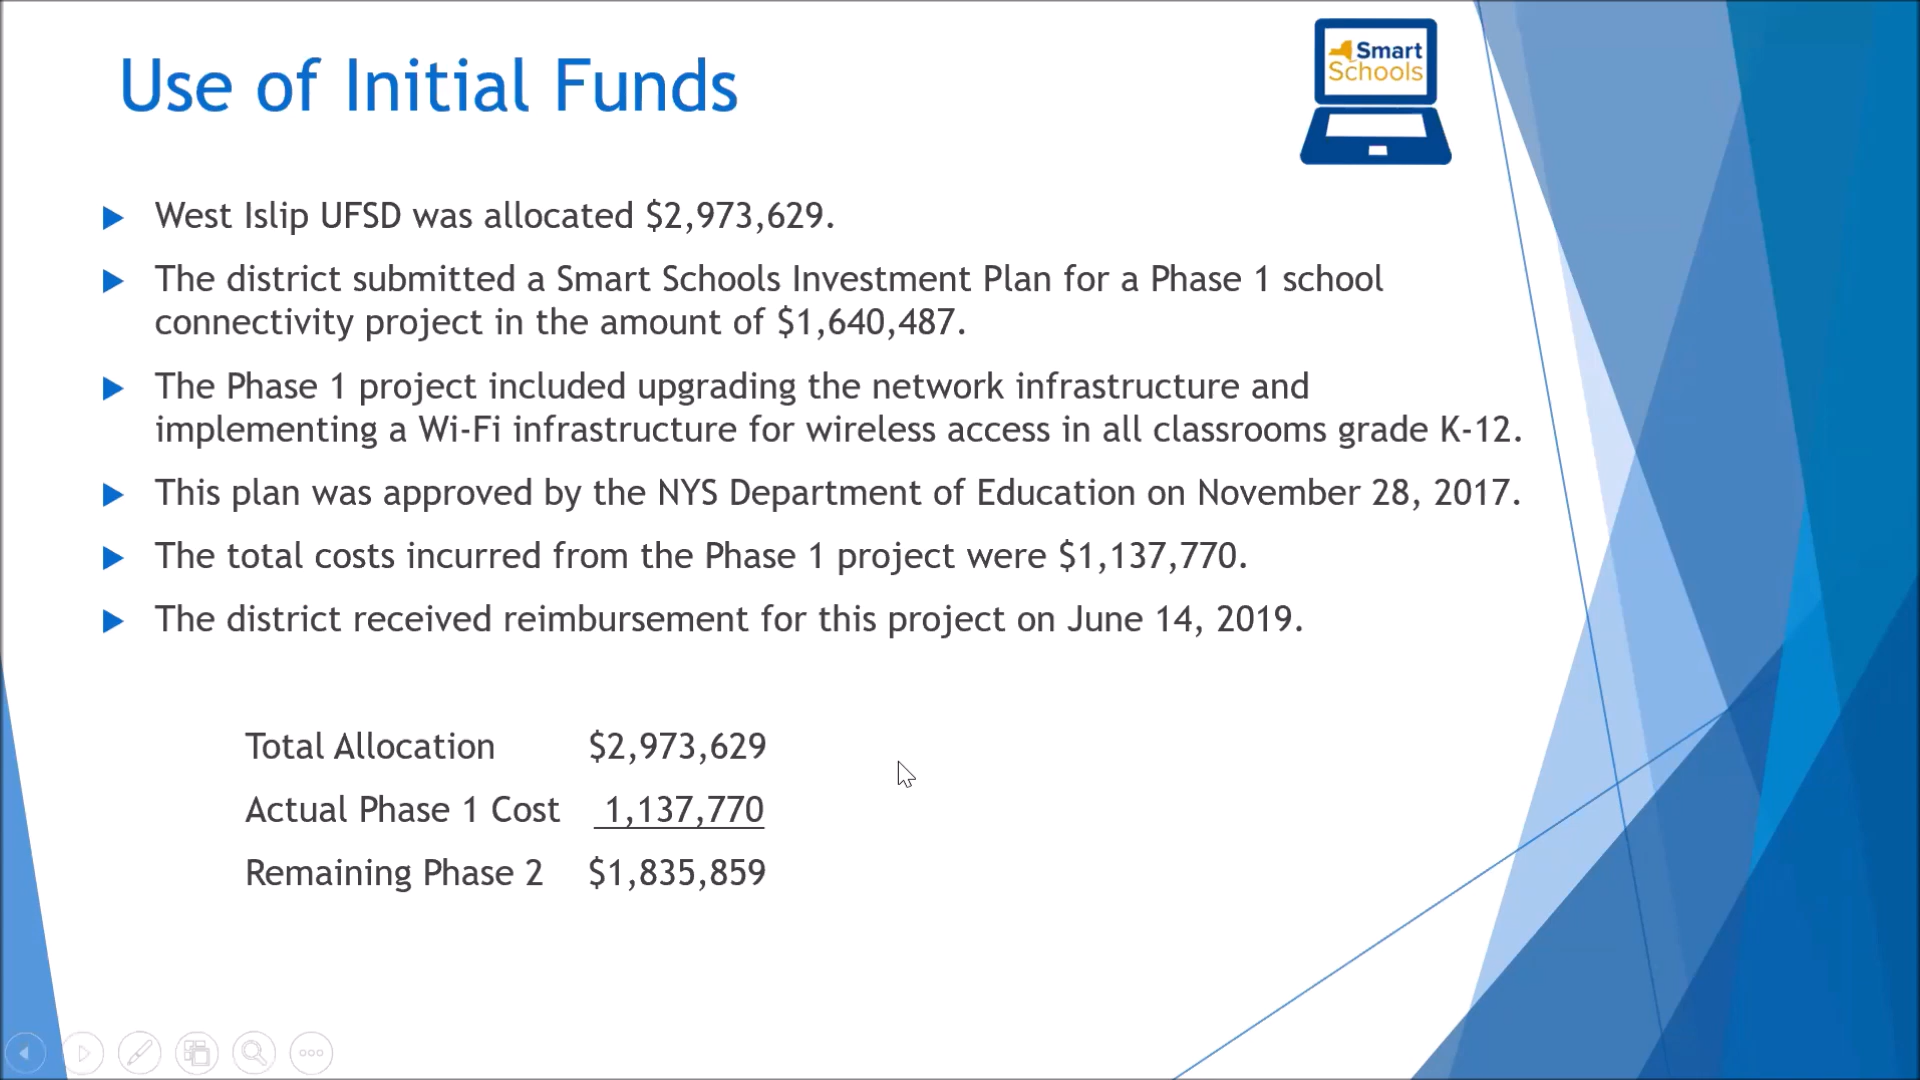 Use of Initial Funds
Smart
Schools
West Islip UFSD was allocated $2,973,629.
The district submitted a Smart Schools Investment Plan for a Phase 1 school
connectivity project in the amount of $1,640,487.
The Phase 1 project included upgrading the network infrastructure and
implementing a Wi-Fi infrastructure for wireless access in all classrooms grade K-12.
This plan was approved by the NYS Department of Education on November 28, 2017.
The total costs incurred from the Phase 1 project were $1,137,770.
The district received reimbursement for this project on June 14, 2019.
Total Allocation $2,973,629
Actual Phase 1 Cost 1,137,770
Remaining Phase 2 $1,835,859